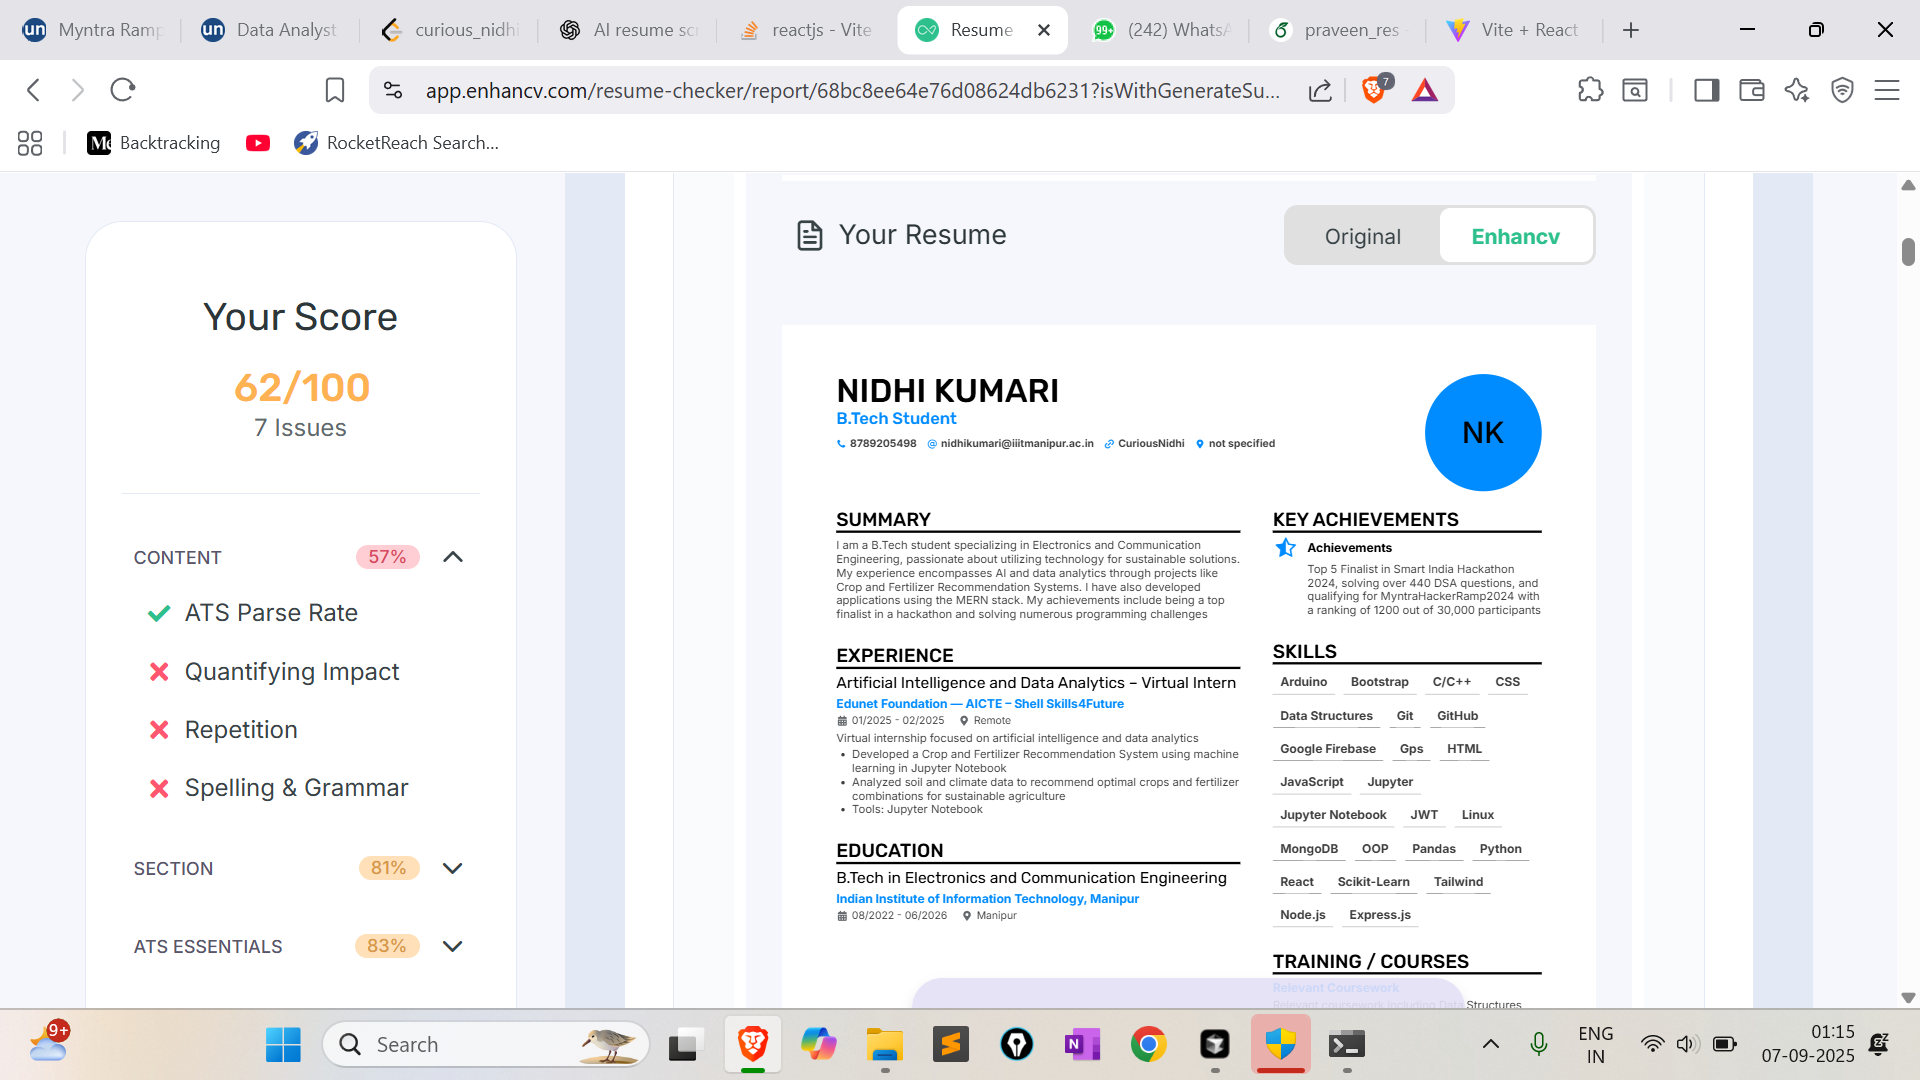 Myntra Ramp
Data Analyst
curious_nidhi
AI resume scr
reactjs - Vite
Resume
(242) WhatsA
praveen_res
Vite + React
app.enhancv.com/resume-checker/report/68bc8ee64e76d08624db6231?isWithGenerateSu...
7
Backtracking
RocketReach Search...
Your Score
62/100
7 Issues
CONTENT
57%
ATS Parse Rate
Quantifying Impact
Repetition
Spelling & Grammar
SECTION
81%
ATS ESSENTIALS
83%
Your Resume
Original
Enhancv
NIDHI KUMARI
B.Tech Student
8789205498 nidhikumari@iiitmanipur.ac.in CuriousNidhi not specified
NK
SUMMARY
I am a B.Tech student specializing in Electronics and Communication
Engineering, passionate about utilizing technology for sustainable solutions.
My experience encompasses AI and data analytics through projects like
Crop and Fertilizer Recommendation Systems. I have also developed
applications using the MERN stack. My achievements include being a top
finalist in a hackathon and solving numerous programming challenges
EXPERIENCE
Artificial Intelligence and Data Analytics – Virtual Intern
Edunet Foundation — AICTE – Shell Skills4Future
01/2025 - 02/2025 Remote
Virtual internship focused on artificial intelligence and data analytics
• Developed a Crop and Fertilizer Recommendation System using machine
learning in Jupyter Notebook
• Analyzed soil and climate data to recommend optimal crops and fertilizer
combinations for sustainable agriculture
• Tools: Jupyter Notebook
EDUCATION
B.Tech in Electronics and Communication Engineering
Indian Institute of Information Technology, Manipur
08/2022 - 06/2026 Manipur
KEY ACHIEVEMENTS
Achievements
Top 5 Finalist in Smart India Hackathon
2024, solving over 440 DSA questions, and
qualifying for MyntraHackerRamp2024 with
a ranking of 1200 out of 30,000 participants
SKILLS
Arduino Bootstrap C/C++ CSS
Data Structures Git GitHub
Google Firebase Gps HTML
JavaScript Jupyter
Jupyter Notebook JWT Linux
MongoDB OOP Pandas Python
React Scikit-Learn Tailwind
Node.js Express.js
TRAINING / COURSES
Relevant Coursework
Relevant coursework including Data Structures
9+
Search
ENG
IN
01:15
07-09-2025